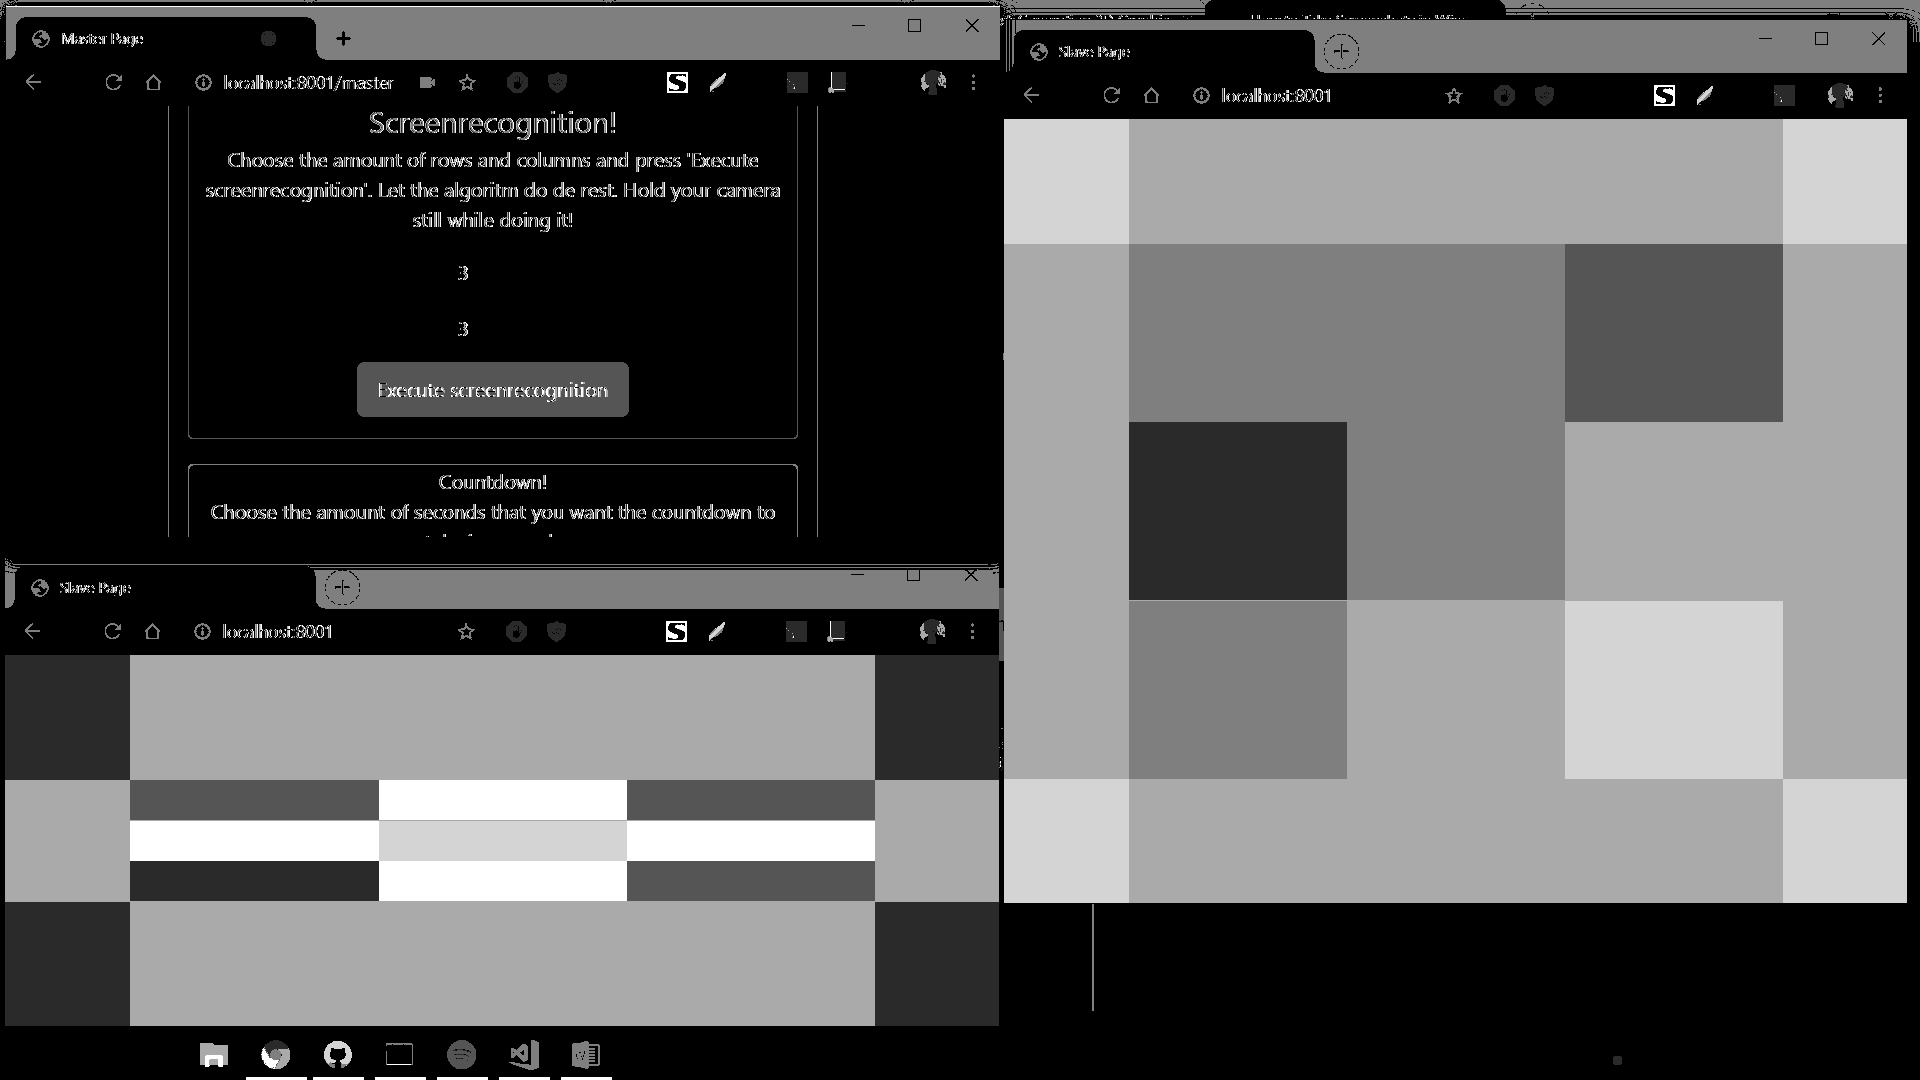 Master Page
localhost:8001/master
Screenrecognition!
Choose the amount of rows and columns and press 'Execute
screenrecognition'. Let the algoritm do de rest. Hold your camera
still while doing it!
3
3
Execute screenrecognition
Countdown!
Choose the amount of seconds that you want the countdown to
Slave Page
localhost:8001
Slave Page
localhost:8001